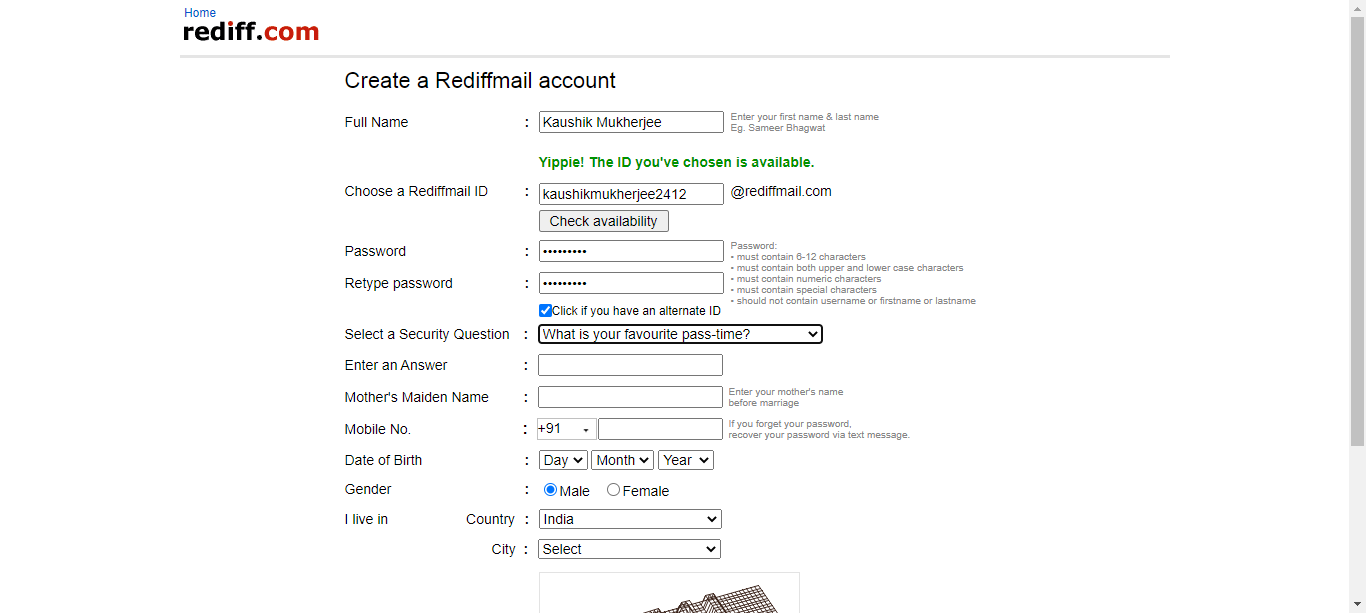 Home
rediff.com
Create a Rediffmail account
Full Name : Kaushik Mukherjee
Enter your first name & last name
Eg. Sameer Bhagwat
Yippie! The ID you've chosen is available.
Choose a Rediffmail ID : kaushikmukherjee2412 @rediffmail.com
Check availability
Password : •••••••••
Retype password : •••••••••
Password:
• must contain 6-12 characters
• must contain both upper and lower case characters
• must contain numeric characters
• must contain special characters
• should not contain username or firstname or lastname
Click if you have an alternate ID
Select a Security Question : What is your favourite pass-time?
Enter an Answer :
Mother's Maiden Name :
Enter your mother's name
before marriage
Mobile No. : +91
If you forget your password,
recover your password via text message.
Date of Birth : Day Month Year
Gender : Male Female
I live in Country : India
City : Select